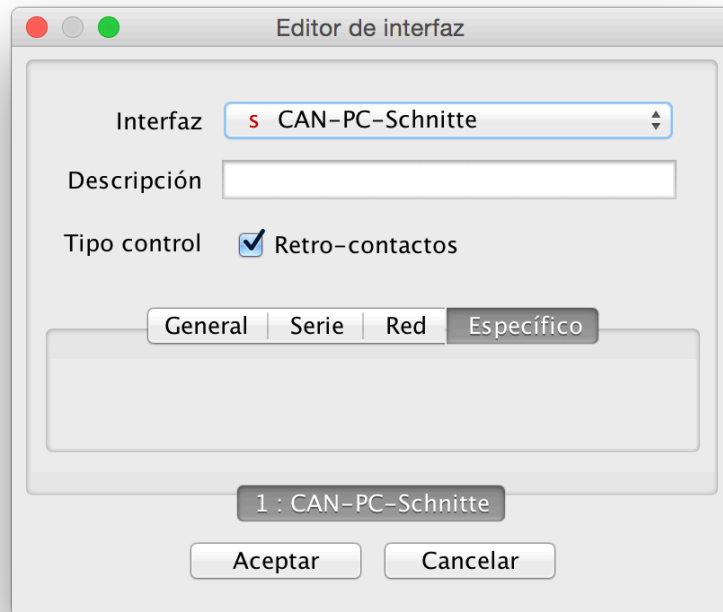 Editor de interfaz
Interfaz s CAN-PC-Schnitte
Descripción
Tipo control Retro-contactos
General Serie Red Específico
1 : CAN-PC-Schnitte
Aceptar Cancelar